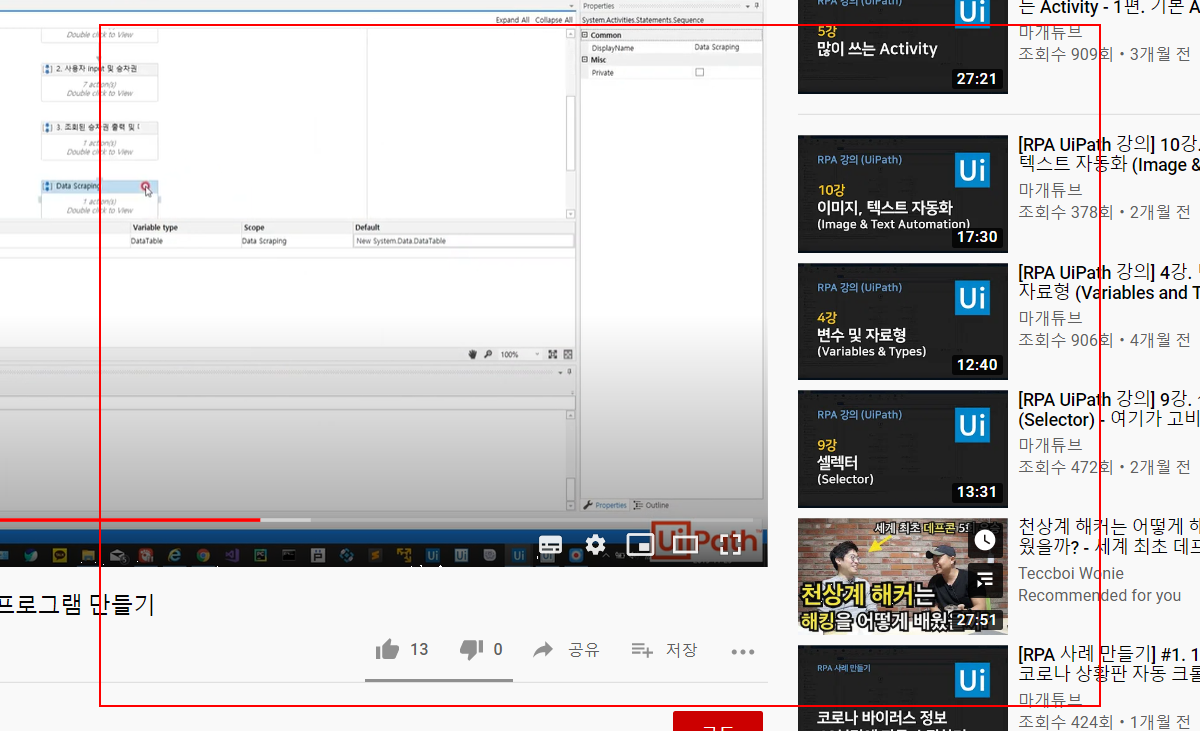 Properties
Expand All Collapse All
System.Activities.Statements.Sequence
Double click to View
Common
DisplayName Data Scraping
Misc
Private
2. 사용자 Input 및 승차권
7 action(s)
Double click to View
3. 조회된 승차권 출력 및
1 action(s)
Double click to View
Data Scraping
1 action(s)
Double click to View
Variable type Scope Default
DataTable Data Scraping New System.Data.DataTable
100%
Properties Outline
UiPath
프로그램 만들기
13 0 공유 저장
5강
많이 쓰는 Activity
Ui
27:21
는 Activity - 1편. 기본
마개튜브
조회수 909회 • 3개월 전
RPA 강의 (UiPath)
10강
이미지, 텍스트 자동화
(Image & Text Automation)
Ui
17:30
[RPA UiPath 강의] 10강.
텍스트 자동화 (Image &
마개튜브
조회수 378회 • 2개월 전
RPA 강의 (UiPath)
4강
변수 및 자료형
(Variables & Types)
Ui
12:40
[RPA UiPath 강의] 4강.
자료형 (Variables and
마개튜브
조회수 906회 • 4개월 전
RPA 강의 (UiPath)
9강
셀렉터
(Selector)
Ui
13:31
[RPA UiPath 강의] 9강.
(Selector) - 여기가 고비
마개튜브
조회수 472회 • 2개월 전
세계 최초 데프콘
천상계 해커는
해킹을 어떻게 배웠
27:51
천상계 해커는 어떻게 해
웠을까? - 세계 최초 데프
Teccboi Wonie
Recommended for you
RPA 사례 만들기
코로나 바이러스 정보
Ui
[RPA 사례 만들기] #1.
코로나 상황판 자동 크롤
마개튜브
조회수 424회 • 1개월 전